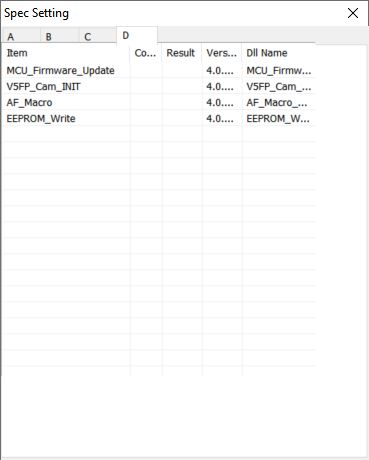 Spec Setting
A B C D
Item Co... Result Vers... Dll Name
MCU_Firmware_Update 4.0.... MCU_Firmw...
V5FP_Cam_INIT 4.0.... V5FP_Cam_...
AF_Macro 4.0.... AF_Macro_...
EEPROM_Write 4.0.... EEPROM_W...